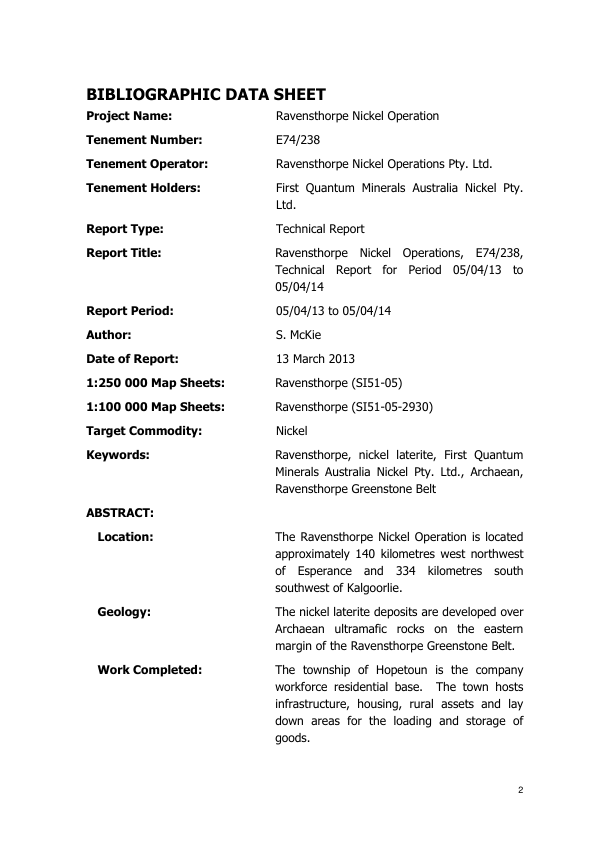 BIBLIOGRAPHIC DATA SHEET
Project Name: Ravensthorpe Nickel Operation
Tenement Number: E74/238
Tenement Operator: Ravensthorpe Nickel Operations Pty. Ltd.
Tenement Holders: First Quantum Minerals Australia Nickel Pty.
Ltd.
Report Type: Technical Report
Report Title: Ravensthorpe Nickel Operations, E74/238,
Technical Report for Period 05/04/13 to
05/04/14
Report Period: 05/04/13 to 05/04/14
Author: S. McKie
Date of Report: 13 March 2013
1:250 000 Map Sheets: Ravensthorpe (SI51-05)
1:100 000 Map Sheets: Ravensthorpe (SI51-05-2930)
Target Commodity: Nickel
Keywords: Ravensthorpe, nickel laterite, First Quantum
Minerals Australia Nickel Pty. Ltd., Archaean,
Ravensthorpe Greenstone Belt
ABSTRACT:
Location: The Ravensthorpe Nickel Operation is located
approximately 140 kilometres west northwest
of Esperance and 334 kilometres south
southwest of Kalgoorlie.
Geology: The nickel laterite deposits are developed over
Archaean ultramafic rocks on the eastern
margin of the Ravensthorpe Greenstone Belt.
Work Completed: The township of Hopetoun is the company
workforce residential base. The town hosts
infrastructure, housing, rural assets and lay
down areas for the loading and storage of
goods.
2